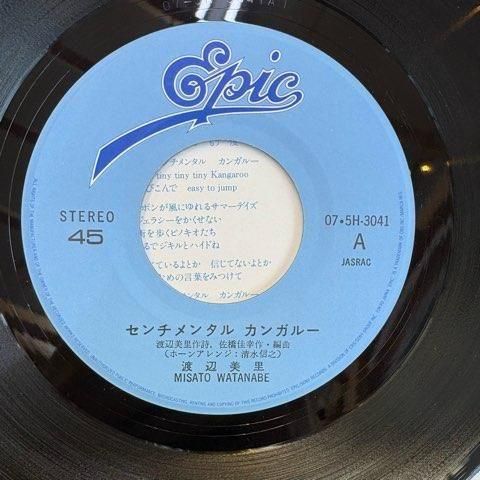 Epic
チメンタル カンガルー
tiny tiny tiny Kangaroo
easy to jump
ボンが風にゆれるサマーデイズ
ェラシーをかくせない
街を歩くピノキオたち
るでジキルとハイドね
ているよとか 信じてないよとか
めの言葉をみつけて
メンタル カンガルー
STEREO
45
07・5H-3041
A
JASRAC
センチメンタル カンガルー
渡辺美里作詩、佐橋佳幸作・編曲
(ホーンアレンジ:清水信之)
渡辺美里
MISATO WATANABE